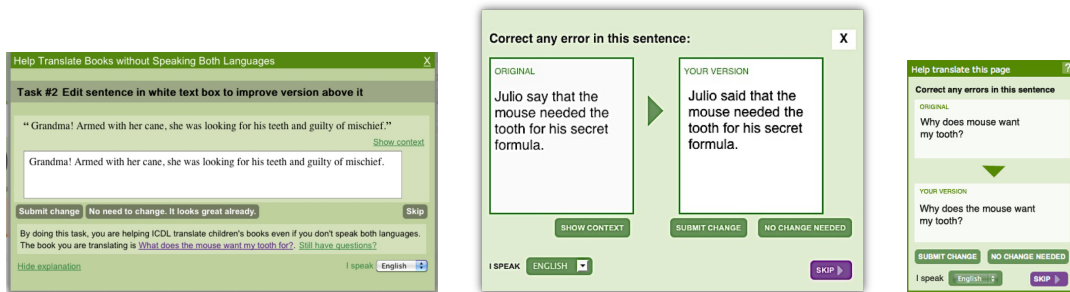 Help Translate Books without Speaking Both Languages X
Task #2 Edit sentence in white text box to improve version above it
“ Grandma! Armed with her cane, she was looking for his teeth and guilty of mischief.”
Show context
Grandma! Armed with her cane, she was looking for his teeth and guilty of mischief.
Submit change No need to change. It looks great already. Skip
By doing this task, you are helping ICDL translate children's books even if you don't speak both languages.
The book you are translating is What does the mouse want my tooth for?. Still have questions?
Hide explanation I speak English
Correct any error in this sentence: X
ORIGINAL
Julio say that the
mouse needed the
tooth for his secret
formula.
SHOW CONTEXT
YOUR VERSION
Julio said that the
mouse needed the
tooth for his secret
formula.
SUBMIT CHANGE NO CHANGE NEEDED
I SPEAK ENGLISH SKIP
Help translate this page ?
Correct any errors in this sentence
ORIGINAL
Why does mouse want
my tooth?
YOUR VERSION
Why does the mouse want
my tooth?
SUBMIT CHANGE NO CHANGE NEEDED
I speak English SKIP